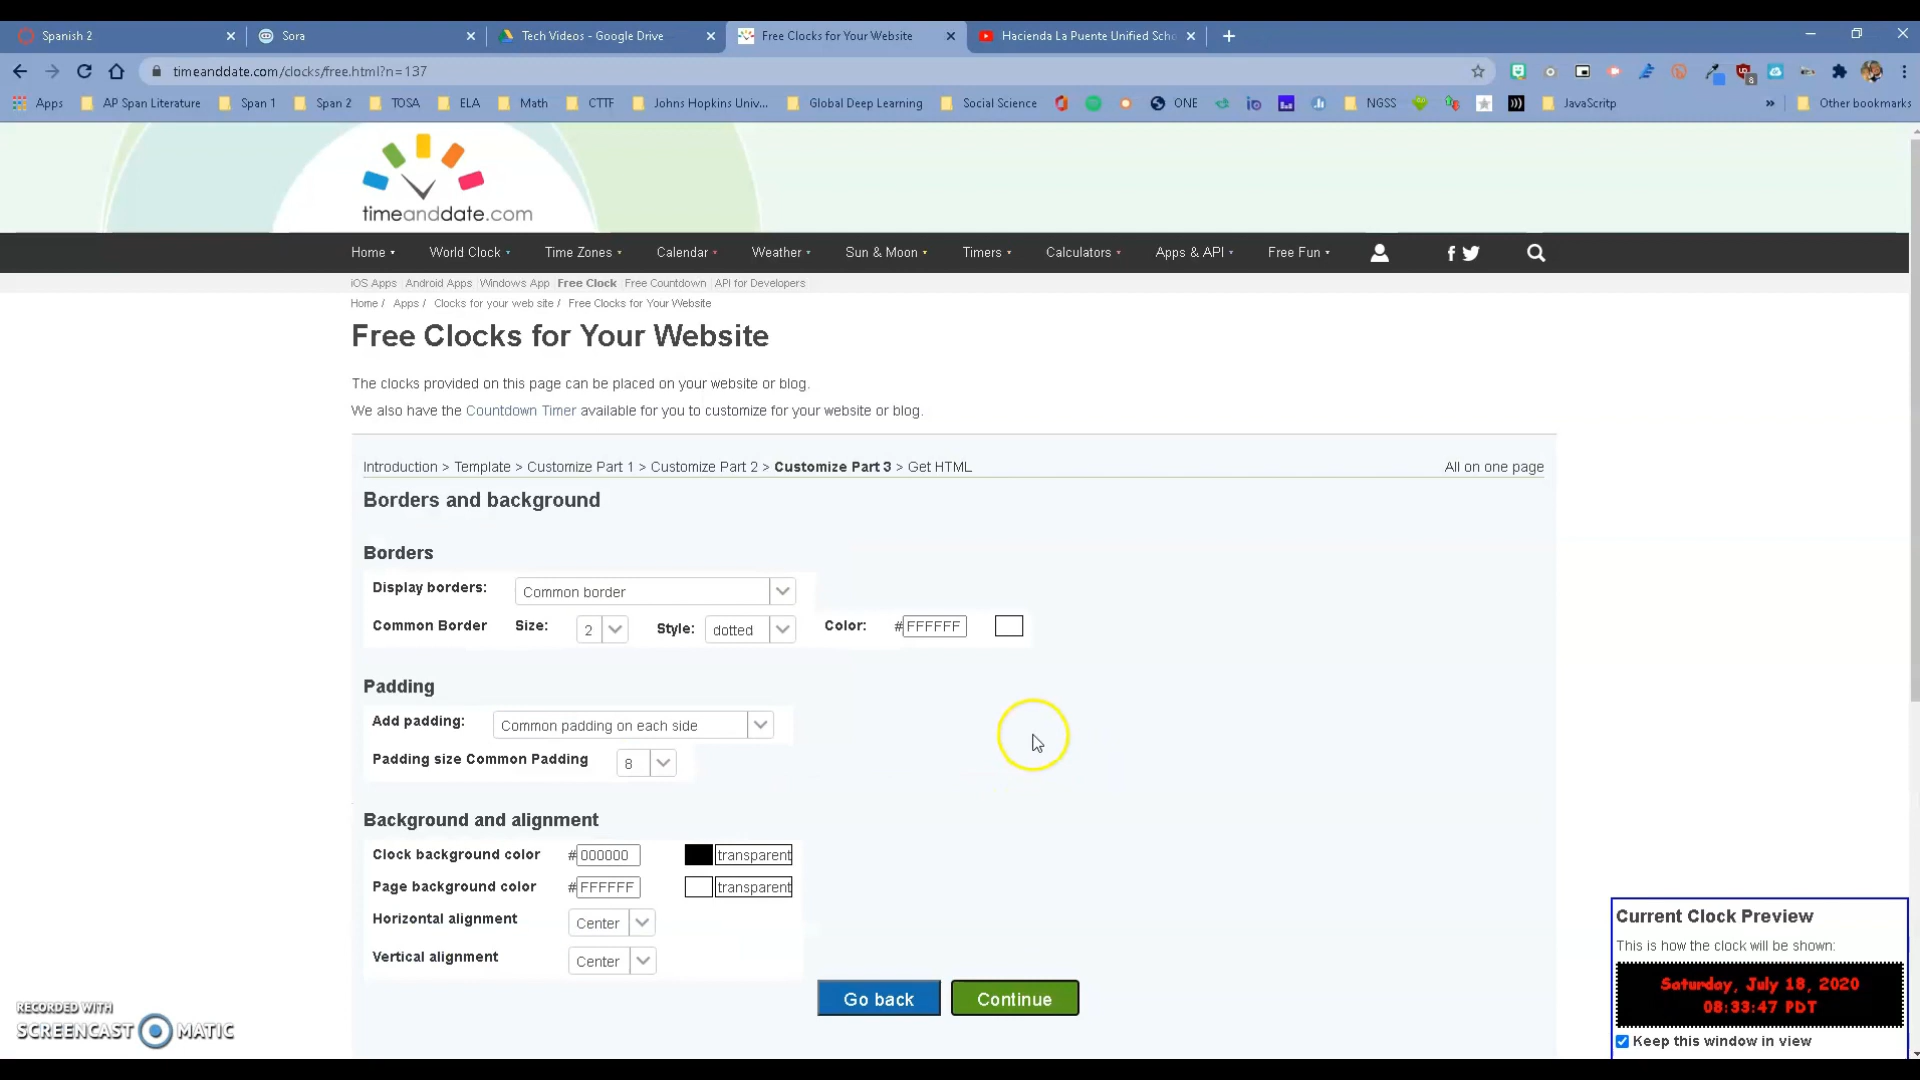 Spanish 2
Sora
Tech Videos - Google Drive
Free Clocks for Your Website
Hacienda La Puente Unified Scho
timeanddate.com/clocks/free.html?n=137
Apps AP Span Literature Span 1 Span 2 TOSA ELA Math CTTF Johns Hopkins Univ... Global Deep Learning Social Science ONE NGSS JavaScritp » Other bookmarks
timeanddate.com
Home World Clock Time Zones Calendar Weather Sun & Moon Timers Calculators Apps & API Free Fun
iOS Apps Android Apps Windows App Free Clock Free Countdown API for Developers
Home / Apps / Clocks for your web site / Free Clocks for Your Website
Free Clocks for Your Website
The clocks provided on this page can be placed on your website or blog.
We also have the Countdown Timer available for you to customize for your website or blog.
Introduction > Template > Customize Part 1 > Customize Part 2 > Customize Part 3 > Get HTML All on one page
Borders and background
Borders
Display borders: Common border
Common Border Size: 2 Style: dotted Color: #FFFFFF
Padding
Add padding: Common padding on each side
Padding size Common Padding 8
Background and alignment
Clock background color #000000 transparent
Page background color #FFFFFF transparent
Horizontal alignment Center
Vertical alignment Center
Go back Continue
Current Clock Preview
This is how the clock will be shown:
Saturday, July 18, 2020
08:33:47 PDT
Keep this window in view
RECORDED WITH
SCREENCAST MATIC